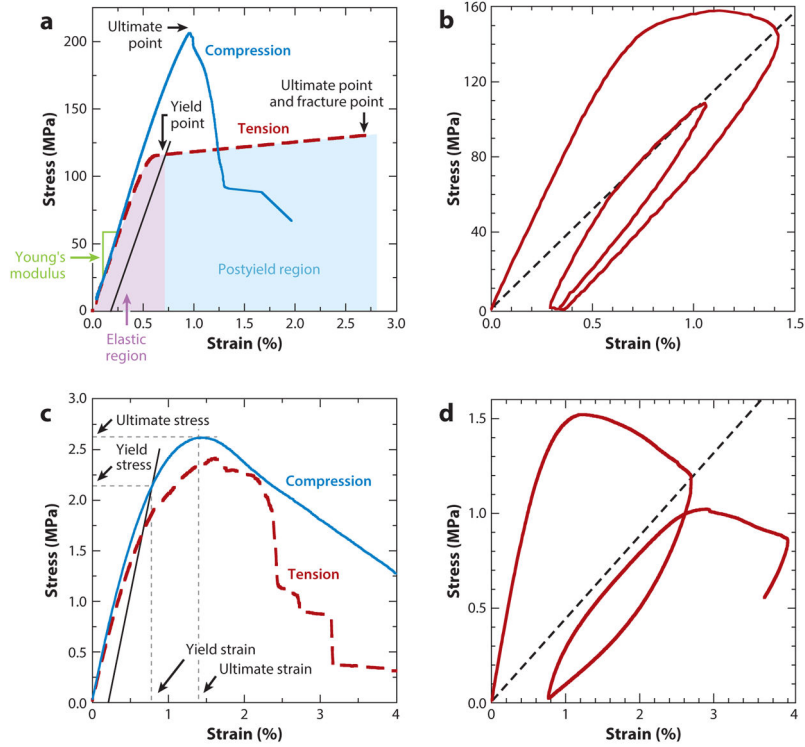 a
Ultimate
point
Compression
Ultimate point
and fracture point
Yield
point
Tension
Young's
modulus
Postyield region
Elastic
region
Stress (MPa)
200
150
100
50
0
0.0
0.5
1.0
1.5
2.0
2.5
3.0
Strain (%)
b
Stress (MPa)
160
160
120
80
40
0
0.0
0.5
1.0
1.5
Strain (%)
c
Ultimate stress
Yield
stress
Compression
Tension
Yield strain
Ultimate strain
Stress (MPa)
3.0
2.5
2.0
1.5
1.0
0.5
0.0
0
1
2
3
4
Strain (%)
d
Stress (MPa)
1.5
1.0
0.5
0.0
0
1
2
3
4
Strain (%)